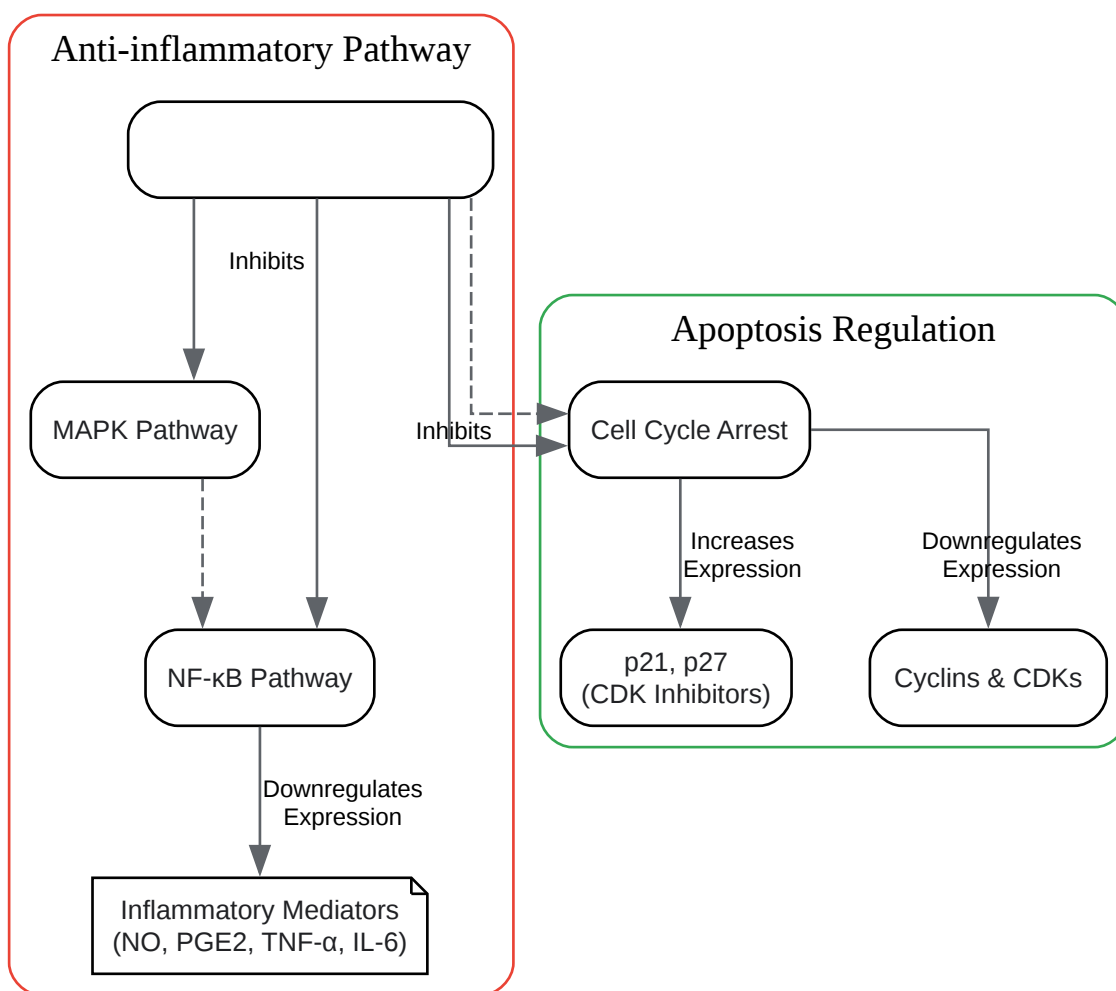 Anti-inflammatory Pathway
Inhibits
Apoptosis Regulation
MAPK Pathway
Inhibits
Cell Cycle Arrest
Increases
Expression
Downregulates
Expression
NF-κB Pathway
p21, p27
(CDK Inhibitors)
Cyclins & CDKs
Downregulates
Expression
Inflammatory Mediators
(NO, PGE2, TNF-α, IL-6)